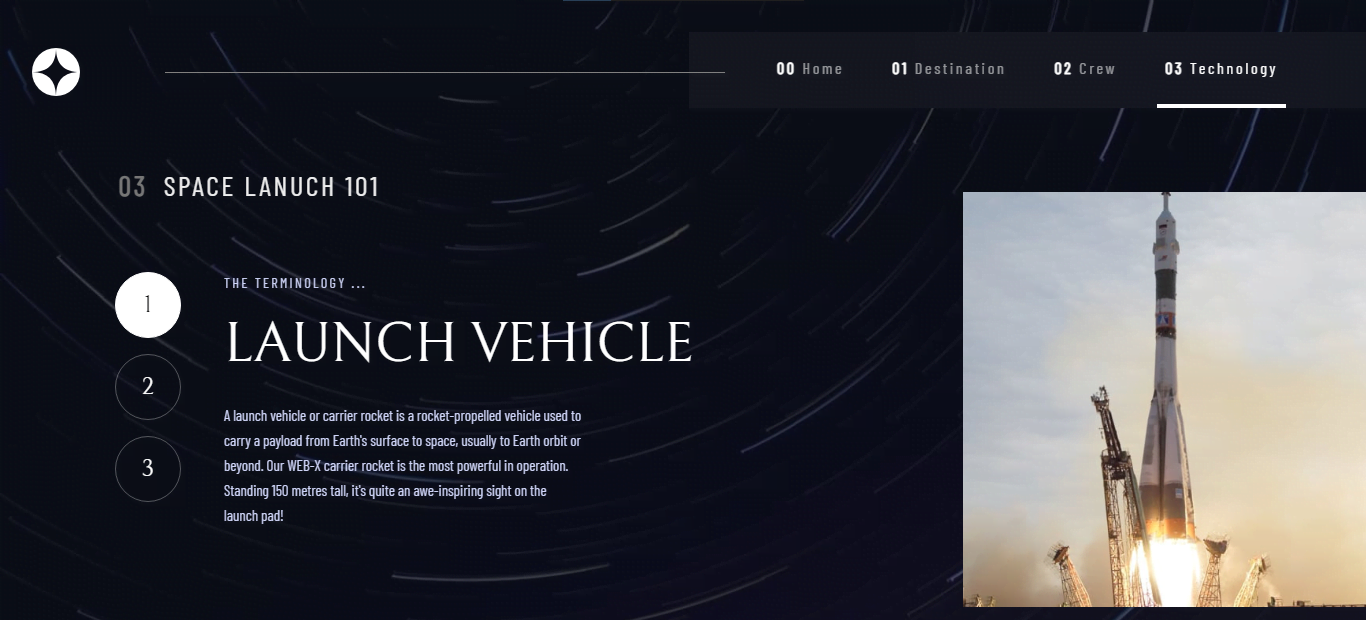 00 Home 01 Destination 02 Crew 03 Technology
03 SPACE LANUCH 101
1
2
3
THE TERMINOLOGY ...
LAUNCH VEHICLE
A launch vehicle or carrier rocket is a rocket-propelled vehicle used to
carry a payload from Earth's surface to space, usually to Earth orbit or
beyond. Our WEB-X carrier rocket is the most powerful in operation.
Standing 150 metres tall, it's quite an awe-inspiring sight on the
launch pad!